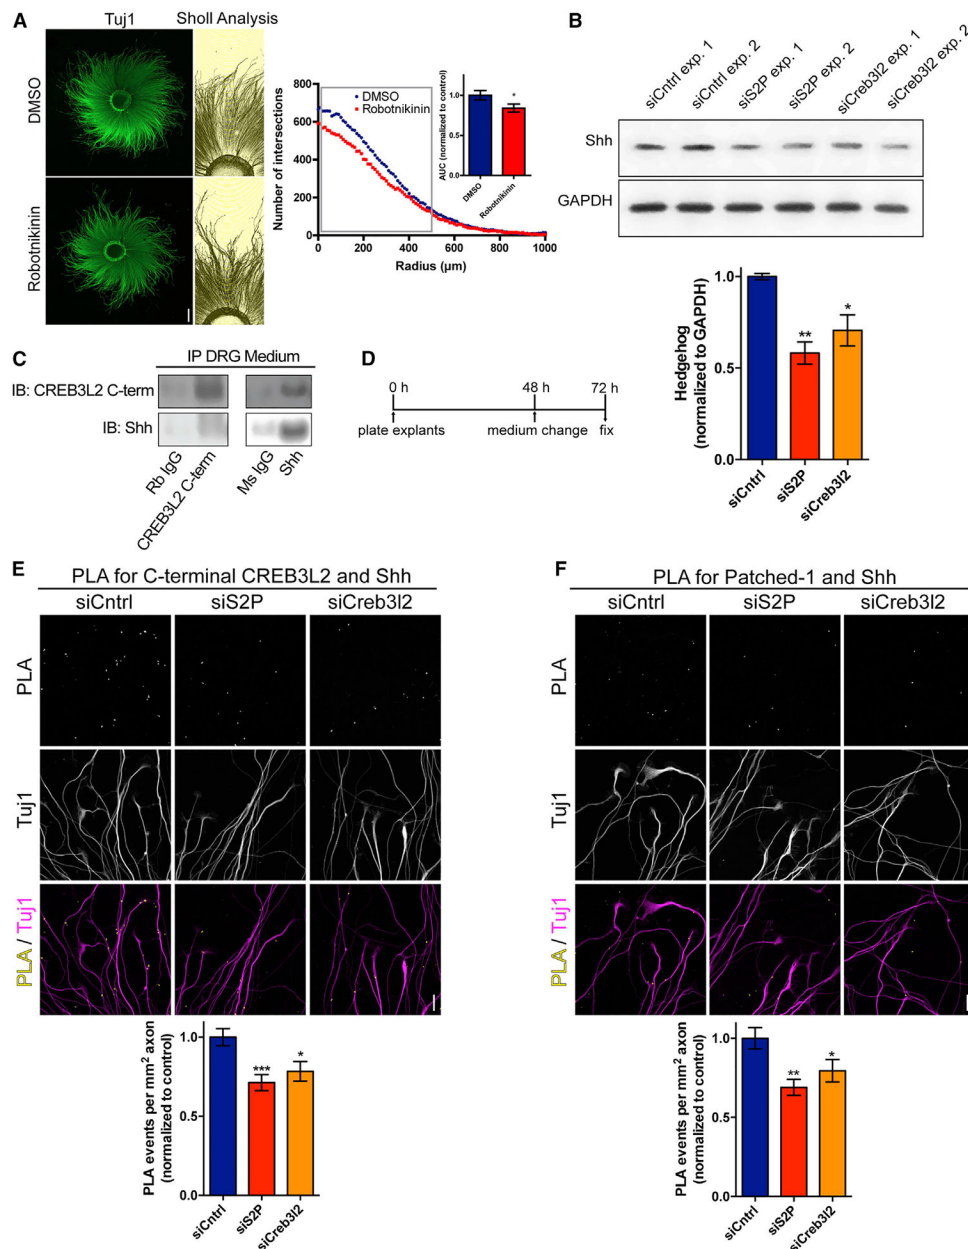 A
Tuj1
Sholl Analysis
DMSO
Robotnikinin
Number of intersections
800
600
400
200
0
0
200
400
600
800
1000
Radius (µm)
DMSO
Robotnikinin
AUC (normalized to control)
1.0
0.5
0.0
*
DMSO
Robotnikinin
B
siCntrl exp. 1
siCntrl exp. 2
siS2P exp. 1
siS2P exp. 2
siCreb3l2 exp. 1
siCreb3l2 exp. 2
Shh
GAPDH
Hedgehog
(normalized to GAPDH)
1.0
0.5
0.0
**
*
siCntrl
siS2P
siCreb3l2
C
IP DRG Medium
IB: CREB3L2 C-term
IB: Shh
Rb IgG
CREB3L2 C-term
Ms IgG
Shh
D
0 h
48 h
72 h
plate explants
medium change
fix
E
PLA for C-terminal CREB3L2 and Shh
siCntrl
siS2P
siCreb3l2
PLA
Tuj1
PLA / Tuj1
PLA events per mm² axon
(normalized to control)
1.0
0.5
0.0
***
*
siCntrl
siS2P
siCreb3l2
F
PLA for Patched-1 and Shh
siCntrl
siS2P
siCreb3l2
PLA
Tuj1
PLA / Tuj1
PLA events per mm² axon
(normalized to control)
1.0
0.5
0.0
**
*
siCntrl
siS2P
siCreb3l2